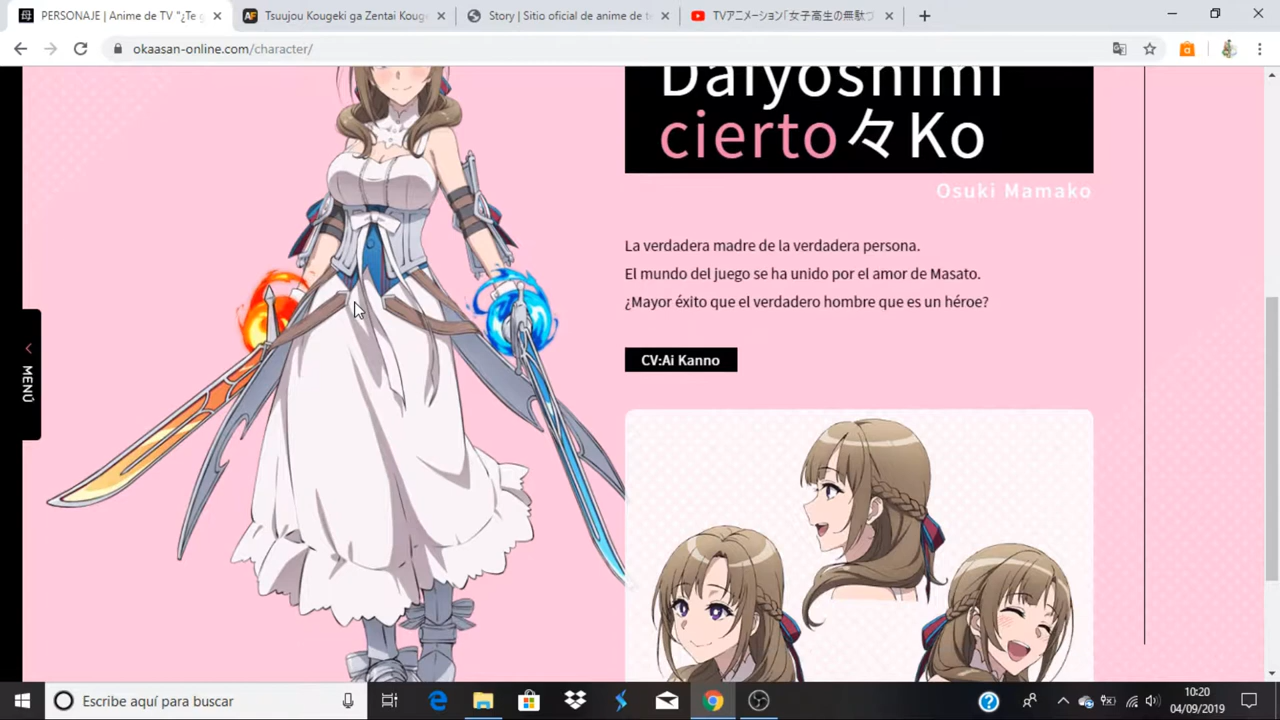 PERSONAJE | Anime de TV "¿Te g
Tsuujou Kougeki ga Zentai Kouge
Story | Sitio oficial de anime de te
TVアニメーション「女子高生の無駄づ
okaasan-online.com/character/
Daiyoshimi
cierto々Ko
Osuki Mamako
La verdadera madre de la verdadera persona.
El mundo del juego se ha unido por el amor de Masato.
¿Mayor éxito que el verdadero hombre que es un héroe?
MENÚ
CV:Ai Kanno
Escribe aquí para buscar
10:20
04/09/2019